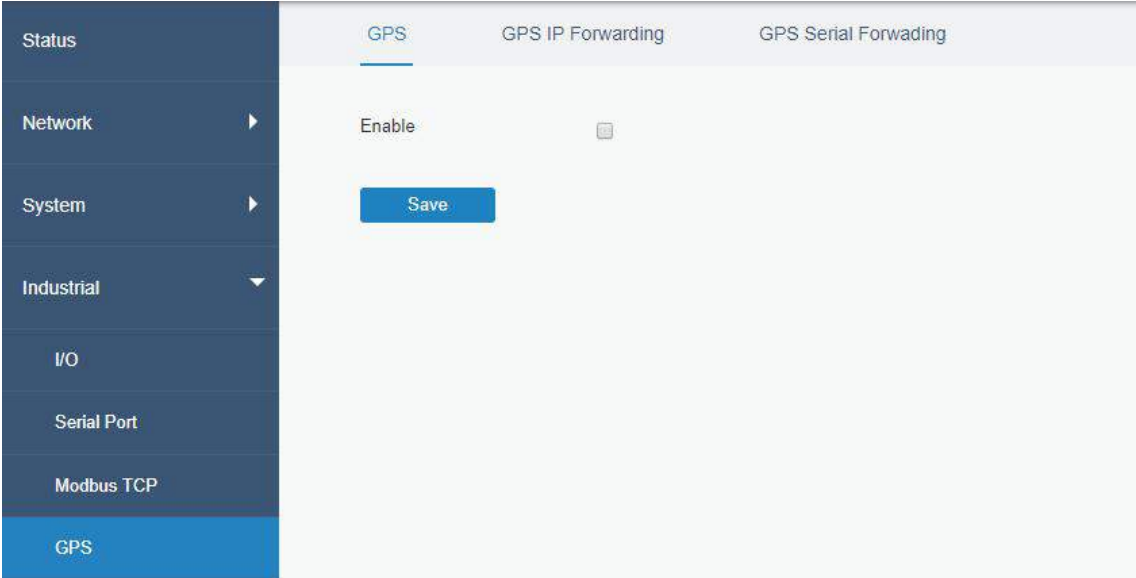 Status
Network
System
Industrial
I/O
Serial Port
Modbus TCP
GPS
GPS GPS IP Forwarding GPS Serial Forwading
Enable
Save